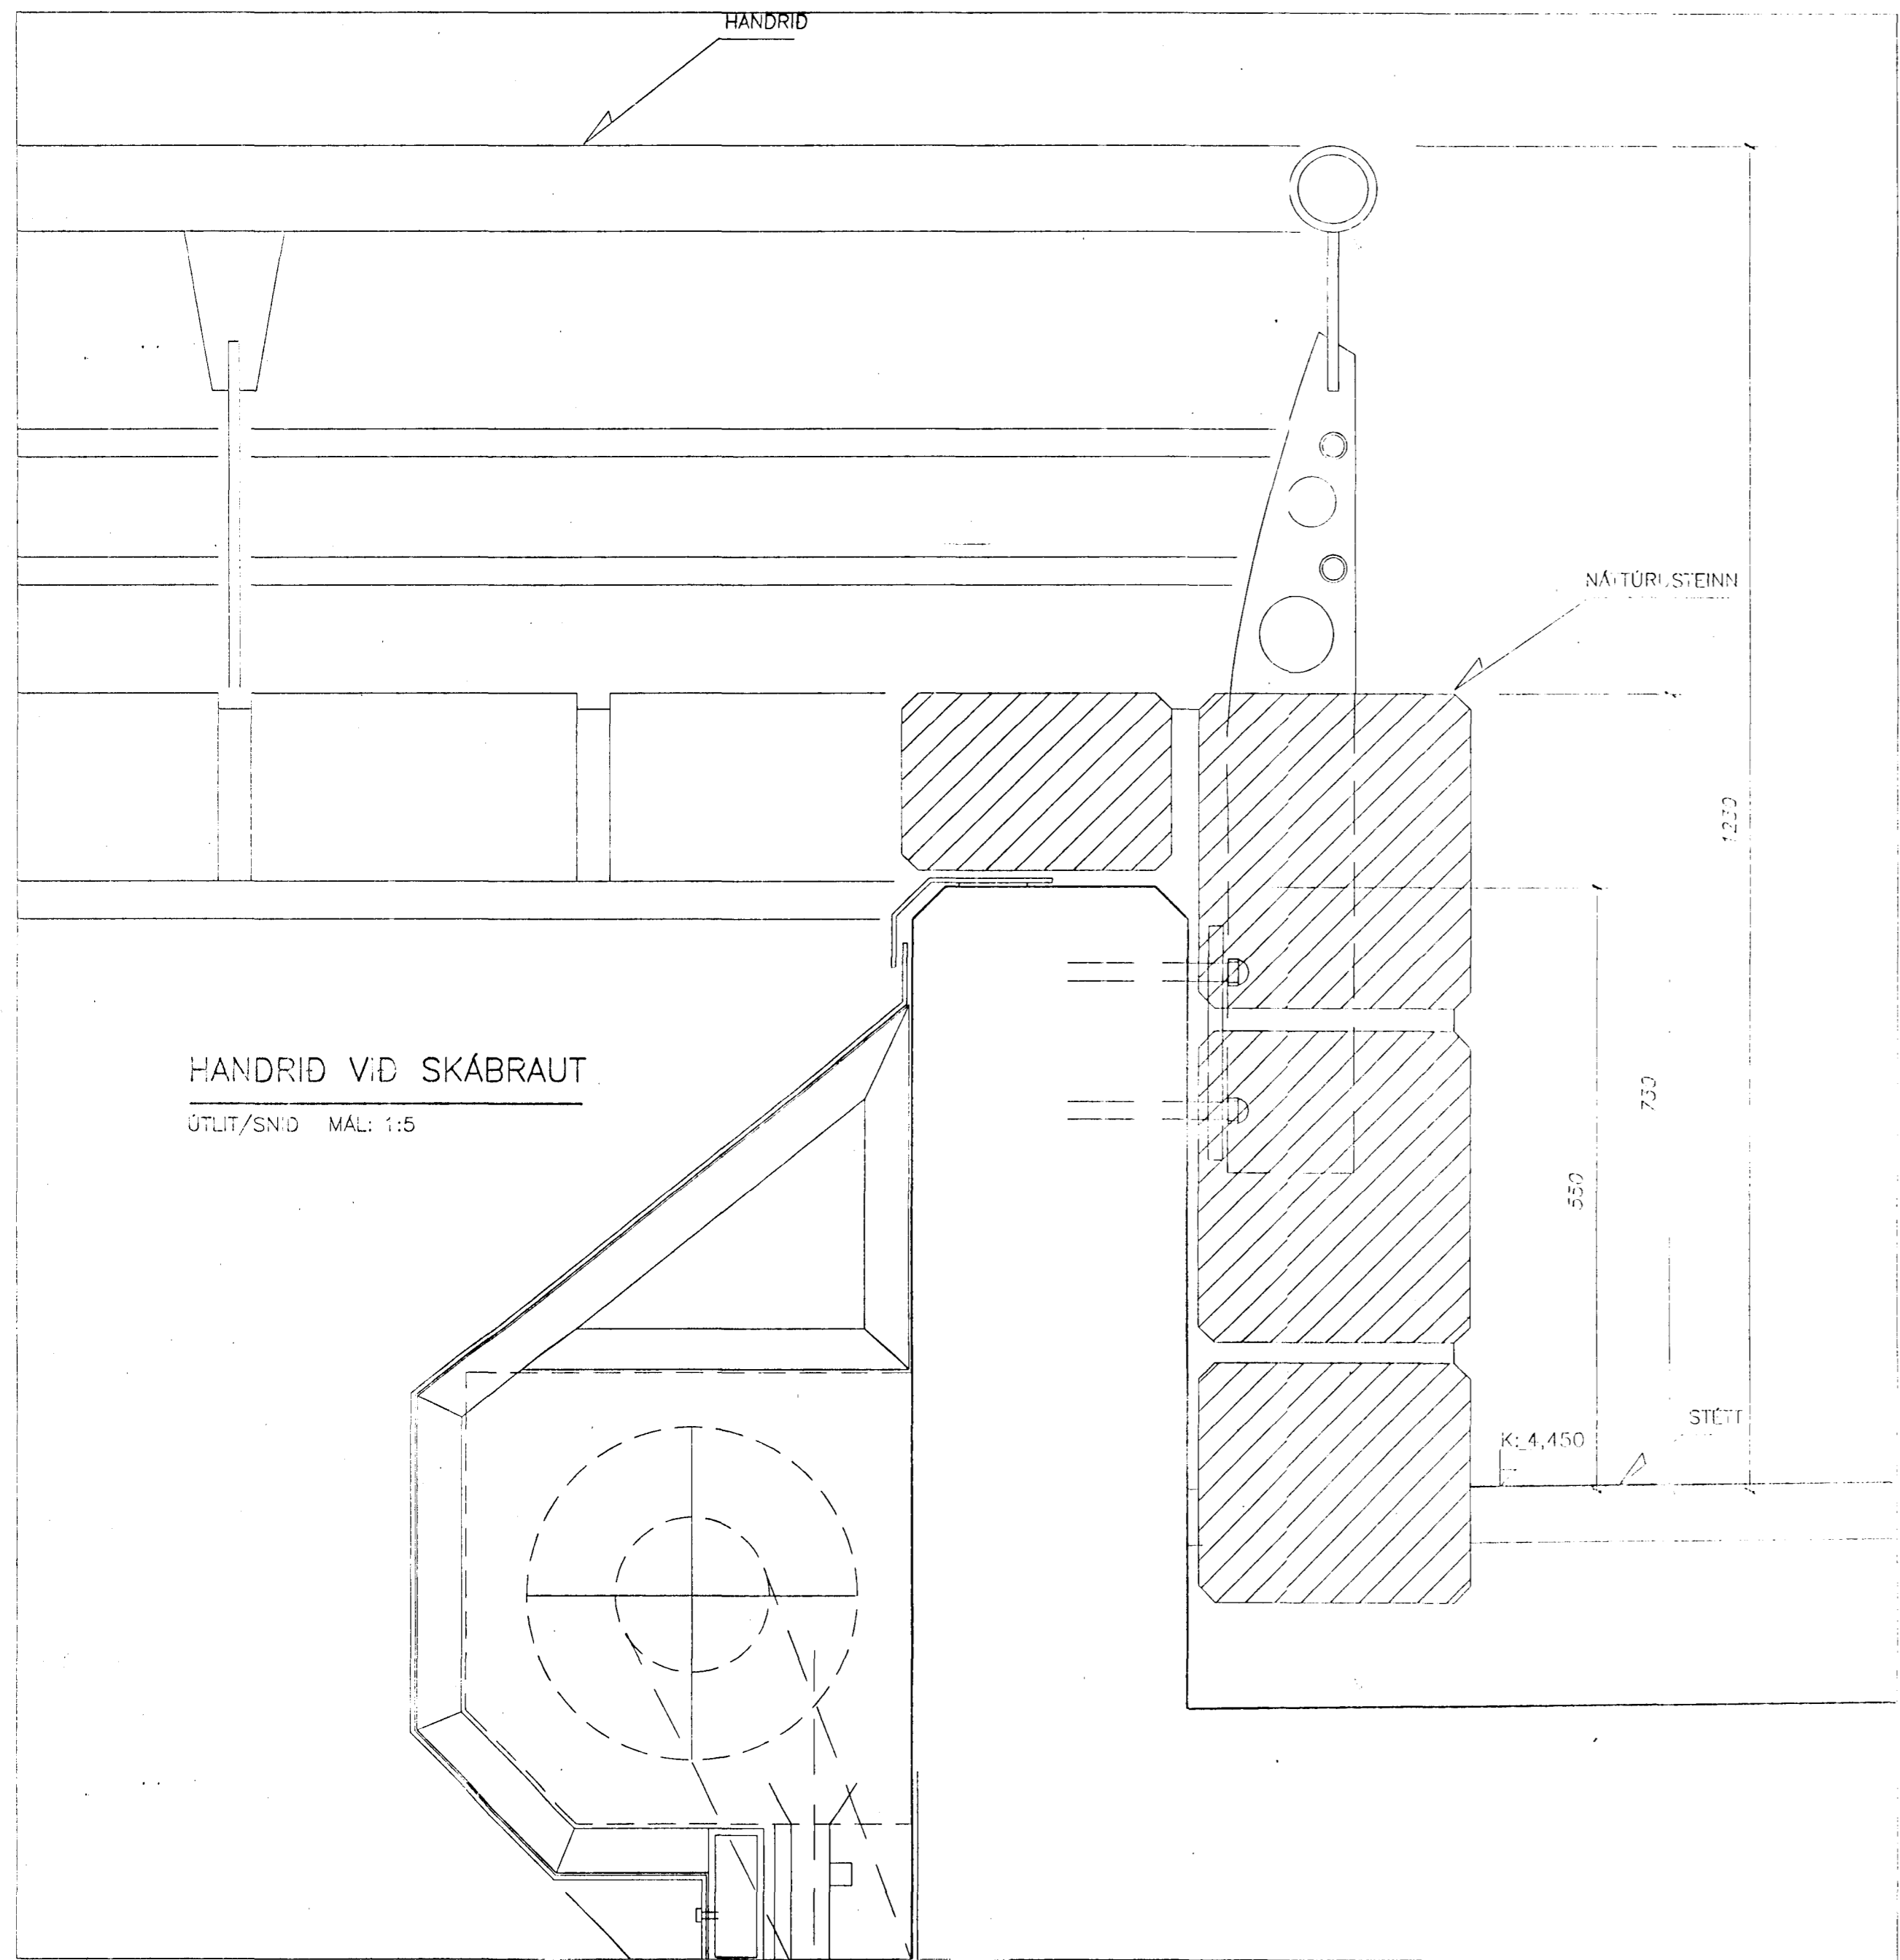 HANDRIÐ
NÁTTÚRUSTEINN
1230
730
550
HANDRIÐ VIÐ SKÁBRAUT
ÚTLIT/SNIÐ MÁL: 1:5
STÉTT
K: 4,450